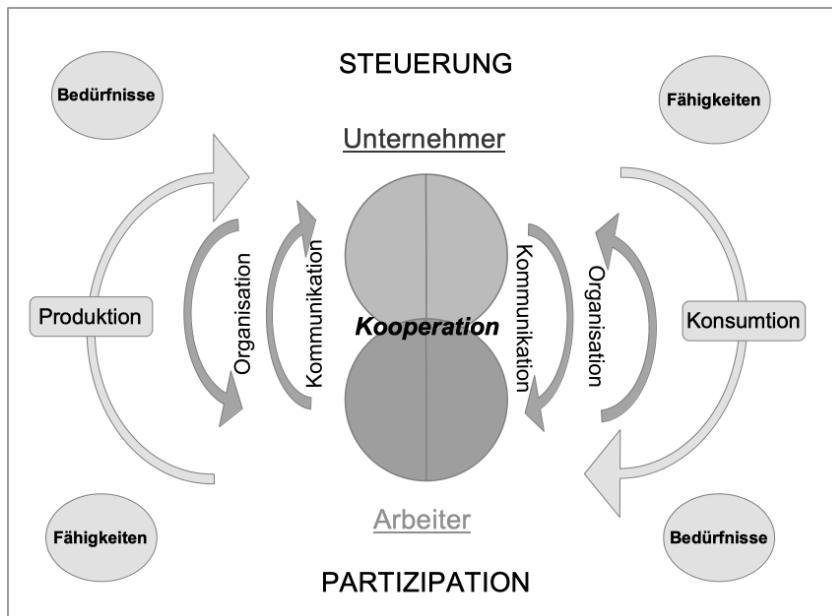 STEUERUNG
Bedürfnisse
Fähigkeiten
Unternehmer
Organisation
Kommunikation
Kommunikation
Organisation
Produktion
Kooperation
Konsumtion
Arbeiter
Fähigkeiten
Bedürfnisse
PARTIZIPATION